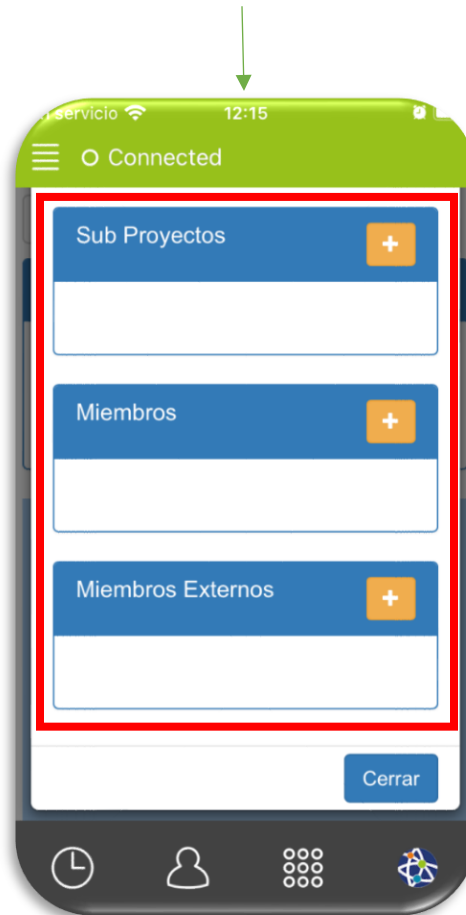 servicio 12:15
Connected
Sub Proyectos
+
Miembros
+
Miembros Externos
+
Cerrar